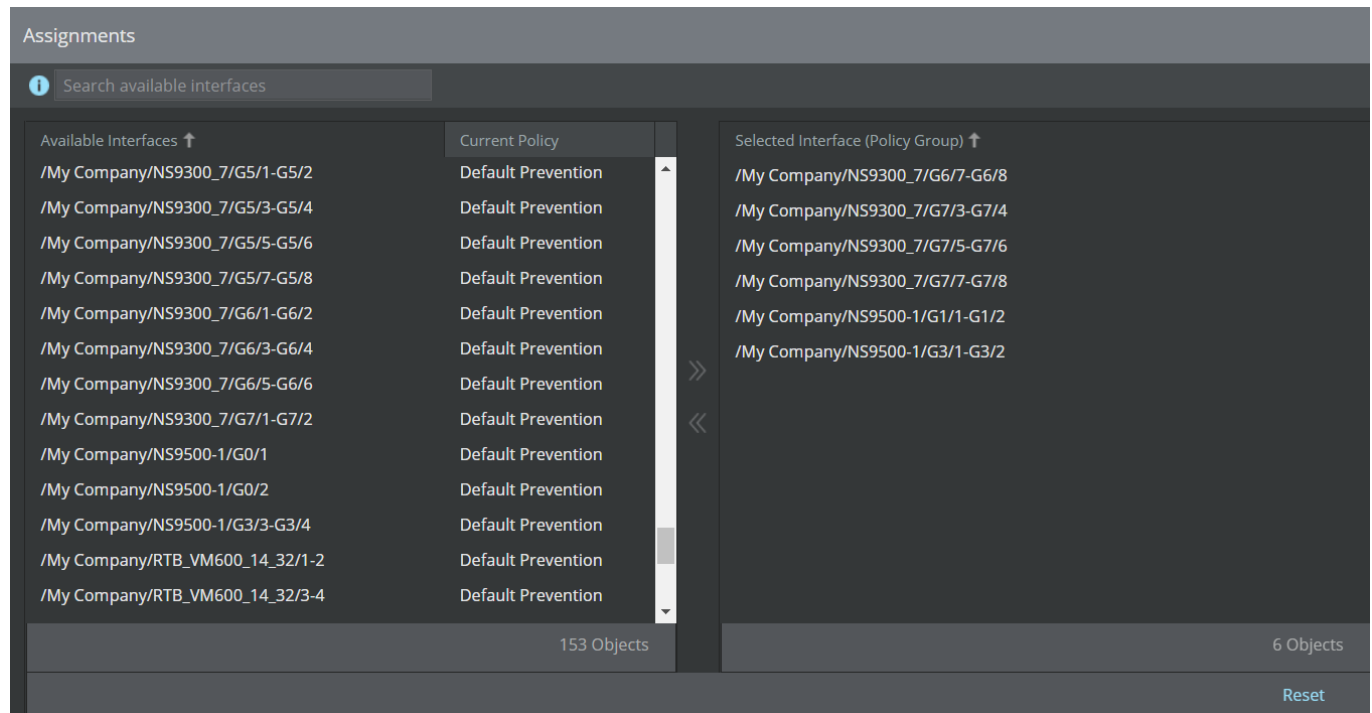 Assignments
Search available interfaces
Available Interfaces Current Policy
/My Company/NS9300_7/G5/1-G5/2 Default Prevention
/My Company/NS9300_7/G5/3-G5/4 Default Prevention
/My Company/NS9300_7/G5/5-G5/6 Default Prevention
/My Company/NS9300_7/G5/7-G5/8 Default Prevention
/My Company/NS9300_7/G6/1-G6/2 Default Prevention
/My Company/NS9300_7/G6/3-G6/4 Default Prevention
/My Company/NS9300_7/G6/5-G6/6 Default Prevention
/My Company/NS9300_7/G7/1-G7/2 Default Prevention
/My Company/NS9500-1/G0/1 Default Prevention
/My Company/NS9500-1/G0/2 Default Prevention
/My Company/NS9500-1/G3/3-G3/4 Default Prevention
/My Company/RTB_VM600_14_32/1-2 Default Prevention
/My Company/RTB_VM600_14_32/3-4 Default Prevention
153 Objects
Selected Interface (Policy Group)
/My Company/NS9300_7/G6/7-G6/8
/My Company/NS9300_7/G7/3-G7/4
/My Company/NS9300_7/G7/5-G7/6
/My Company/NS9300_7/G7/7-G7/8
/My Company/NS9500-1/G1/1-G1/2
/My Company/NS9500-1/G3/1-G3/2
6 Objects
Reset